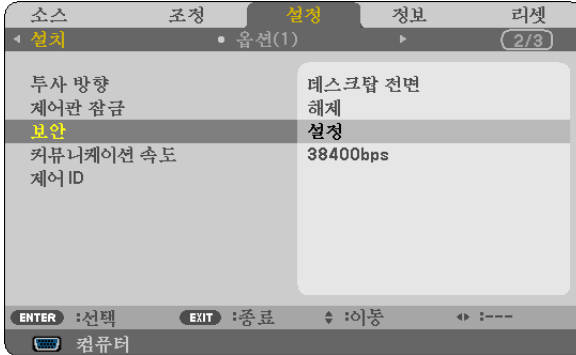 소스 조정 설정 정보 리셋
◂ 설치 • 옵션(1) ▸ 2/3
투사 방향 데스크탑 전면
제어판 잠금 해제
보안 설정
커뮤니케이션 속도 38400bps
제어 ID
ENTER :선택 EXIT :종료 :이동 :---
컴퓨터